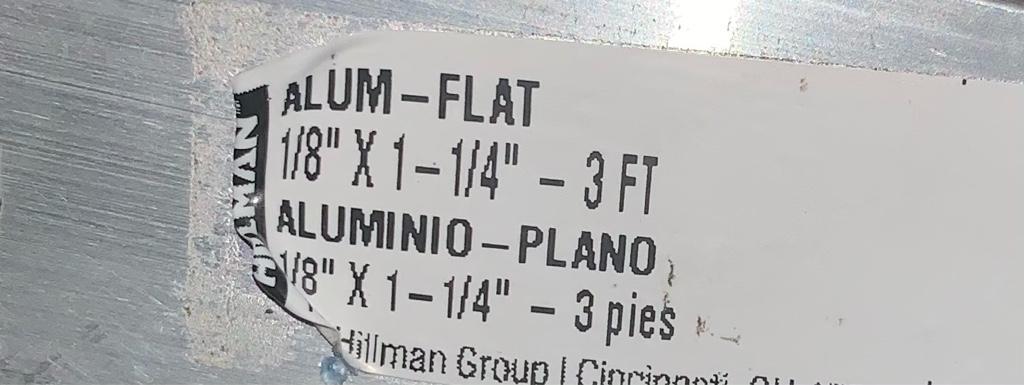 HILLMAN
ALUM-FLAT
1/8" X 1-1/4" - 3 FT
ALUMINIO-PLANO
1/8" X 1-1/4" - 3 pies
Hillman Group | Cincinnati, OH